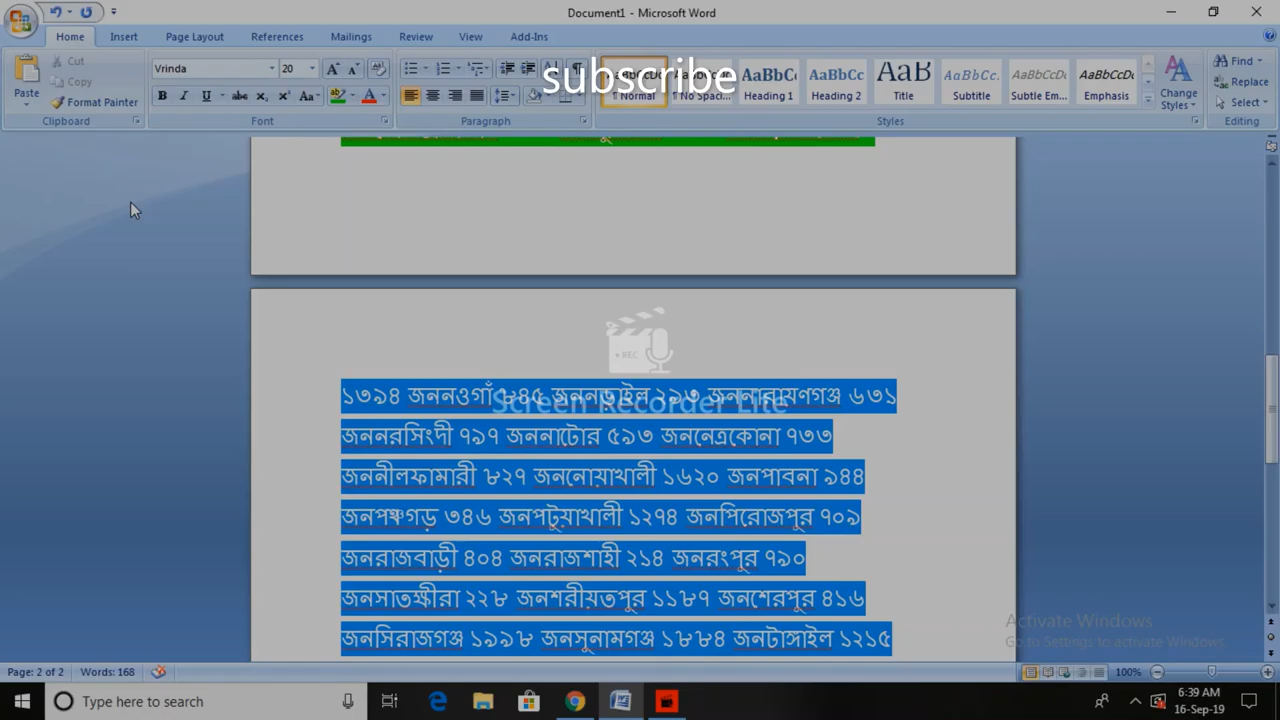 Document1 - Microsoft Word
Home Insert Page Layout References Mailings Review View Add-Ins
subscribe
Paste
Cut
Copy
Format Painter
Vrinda 20
Normal No Spaci... Heading 1 Heading 2 Title Subtitle Subtle Em... Emphasis
Change Styles
Find
Replace
Select
Clipboard Font Paragraph Styles Editing
REC
Screen Recorder Lite
১৩৯৪ জননওগাঁ ৮৪৫ জননড়াইল ২৯৩ জননারায়ণগঞ্জ ৬৩১
জননরসিংদী ৭৯৭ জননাটোর ৫৯৩ জননেত্রকোনা ৭৩৩
জননীলফামারী ৮২৭ জননোয়াখালী ১৬২০ জনপাবনা ৯৪৪
জনপঞ্চগড় ৩৪৬ জনপটুয়াখালী ১২৭৪ জনপিরোজপুর ৭০৯
জনরাজবাড়ী ৪০৪ জনরাজশাহী ২১৪ জনরংপুর ৭৯০
জনসাতক্ষীরা ২২৮ জনশরীয়তপুর ১১৮৭ জনশেরপুর ৪১৬
জনসিরাজগঞ্জ ১৯৯৮ জনসুনামগঞ্জ ১৮৮৪ জনটাঙ্গাইল ১২১৫
Activate Windows
Go to Settings to activate Windows.
Page: 2 of 2 Words: 168 100%
Type here to search
6:39 AM
16-Sep-19